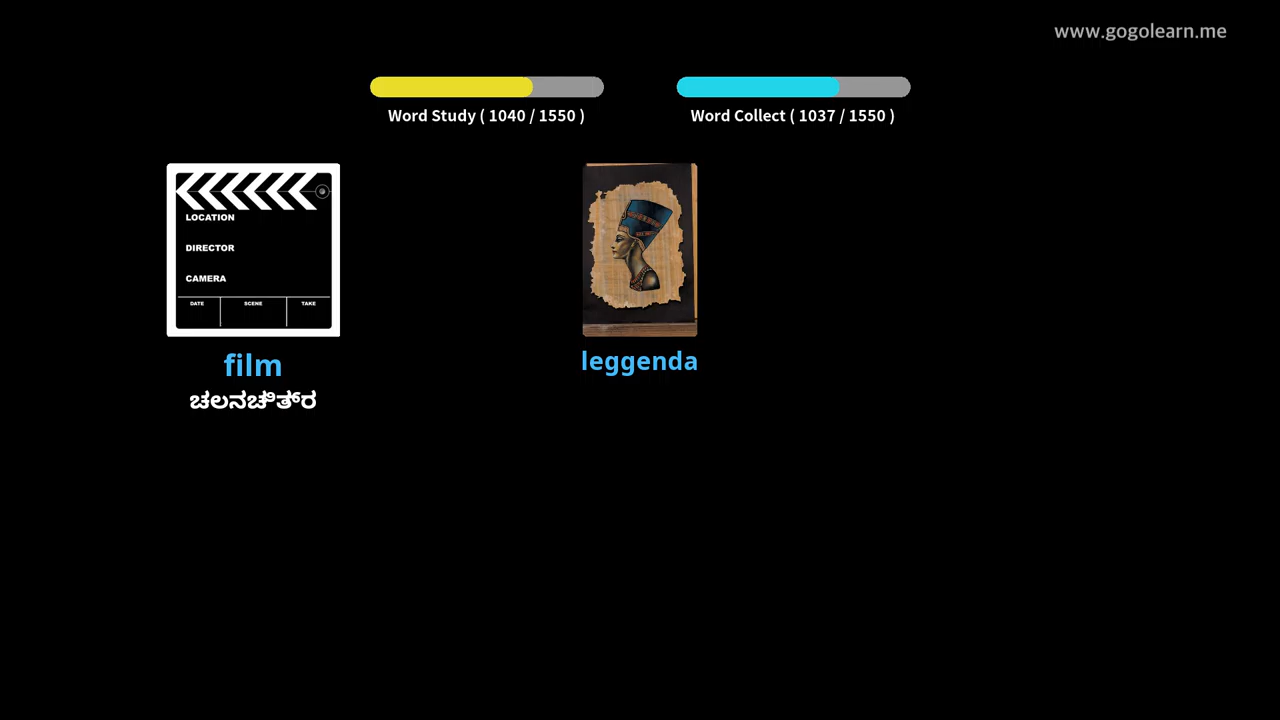 www.gogolearn.me
Word Study ( 1040 / 1550 )
Word Collect ( 1037 / 1550 )
LOCATION
DIRECTOR
CAMERA
DATE SCENE TAKE
film
leggenda
ಚಲನಚಿತ್ರ